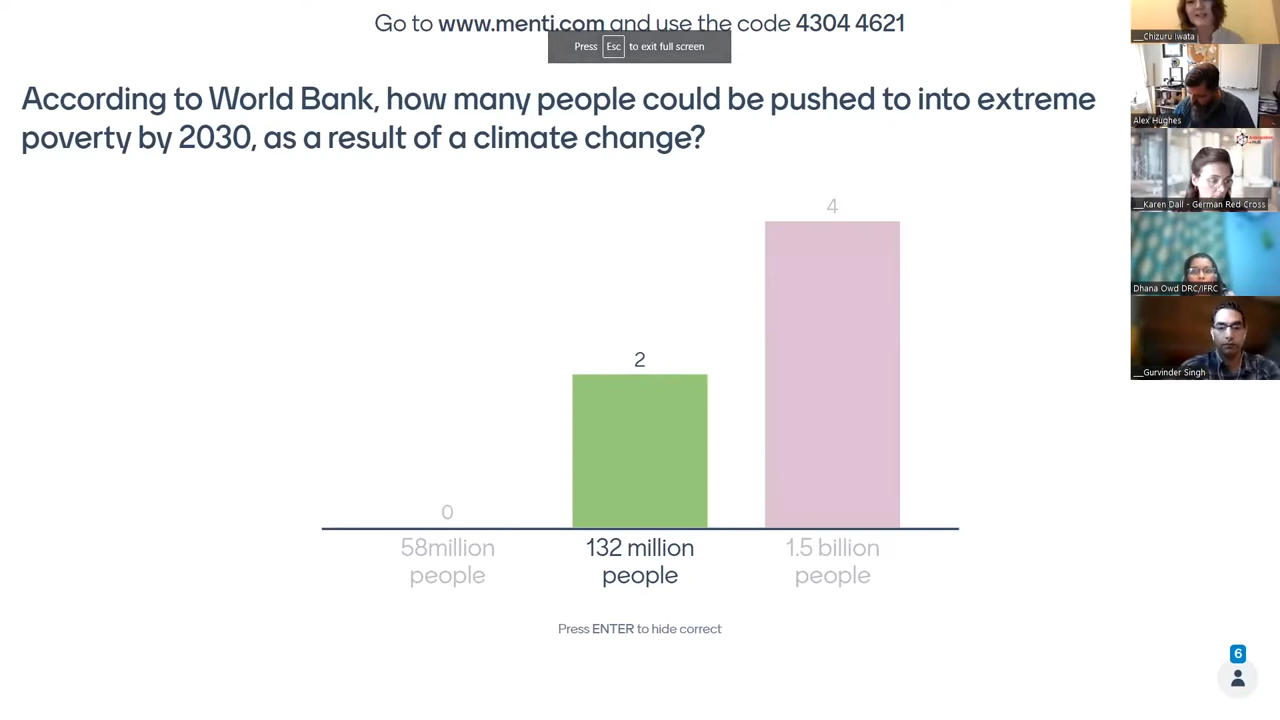 Go to www.menti.com and use the code 4304 4621
Press Esc to exit full screen
According to World Bank, how many people could be pushed to into extreme
poverty by 2030, as a result of a climate change?
0
2
4
58million
people
132 million
people
1.5 billion
people
Press ENTER to hide correct
6
__Chizuru Iwata
Alex Hughes
__Karen Dall - German Red Cross
Dhana Owd DRC/IFRC
__Gurvinder Singh